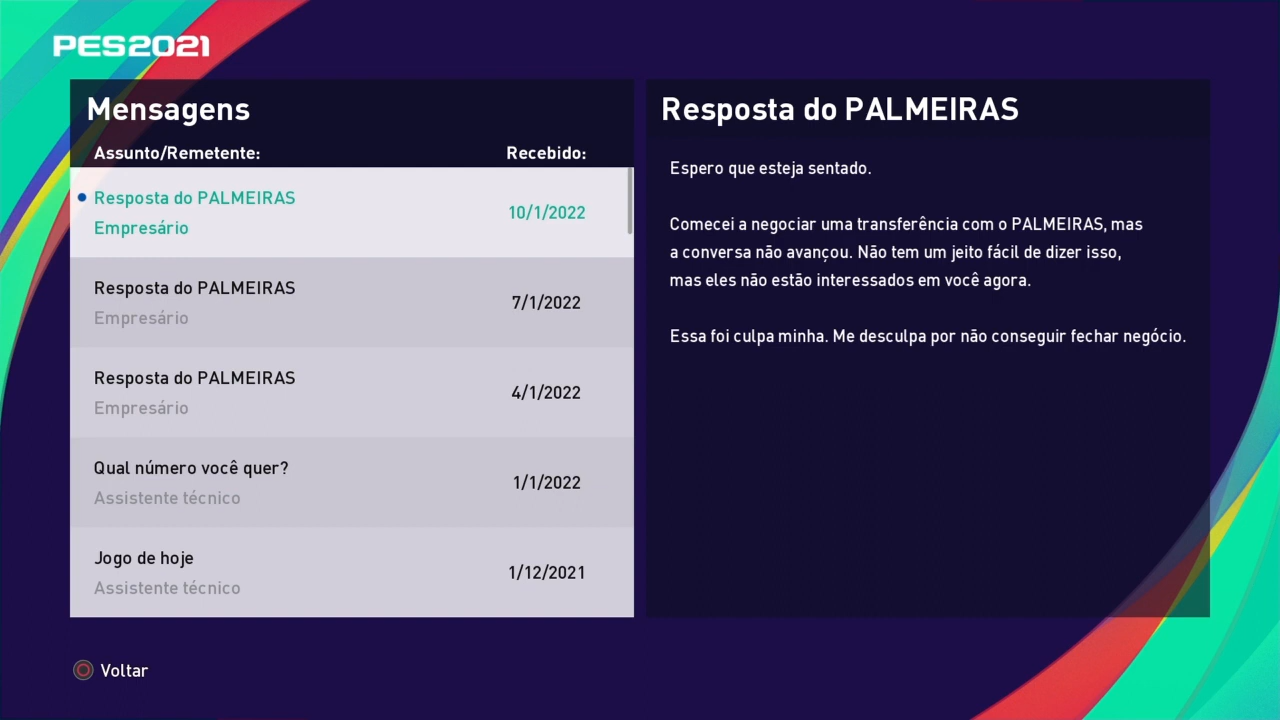 PES2021
Mensagens
Assunto/Remetente: Recebido:
Resposta do PALMEIRAS
Empresário
10/1/2022
Resposta do PALMEIRAS
Empresário
7/1/2022
Resposta do PALMEIRAS
Empresário
4/1/2022
Qual número você quer?
Assistente técnico
1/1/2022
Jogo de hoje
Assistente técnico
1/12/2021
Resposta do PALMEIRAS
Espero que esteja sentado.
Comecei a negociar uma transferência com o PALMEIRAS, mas
a conversa não avançou. Não tem um jeito fácil de dizer isso,
mas eles não estão interessados em você agora.
Essa foi culpa minha. Me desculpa por não conseguir fechar negócio.
Voltar